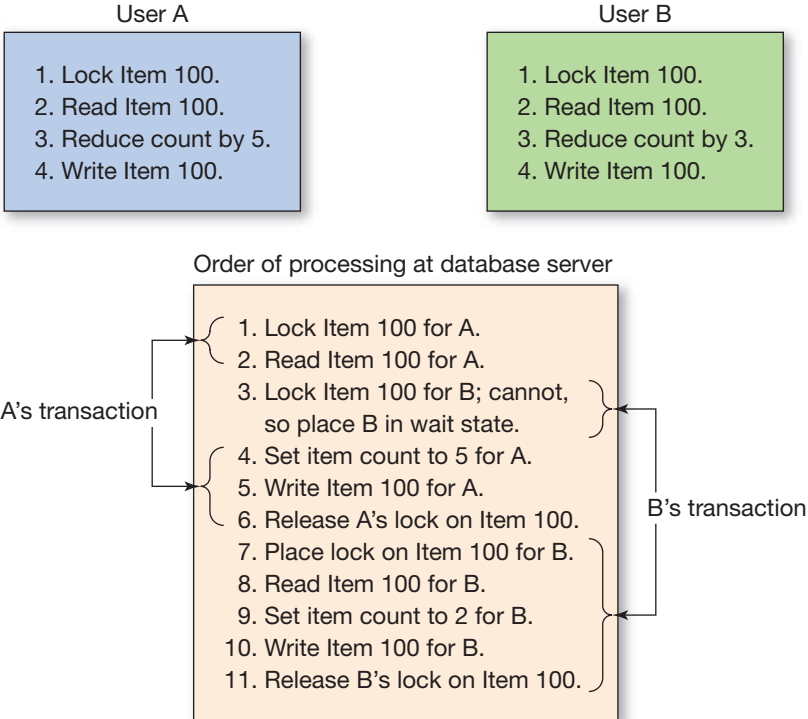 User A
1. Lock Item 100.
2. Read Item 100.
3. Reduce count by 5.
4. Write Item 100.
User B
1. Lock Item 100.
2. Read Item 100.
3. Reduce count by 3.
4. Write Item 100.
Order of processing at database server
1. Lock Item 100 for A.
2. Read Item 100 for A.
3. Lock Item 100 for B; cannot,
so place B in wait state.
4. Set item count to 5 for A.
5. Write Item 100 for A.
6. Release A's lock on Item 100.
7. Place lock on Item 100 for B.
8. Read Item 100 for B.
9. Set item count to 2 for B.
10. Write Item 100 for B.
11. Release B's lock on Item 100.
A's transaction
B's transaction